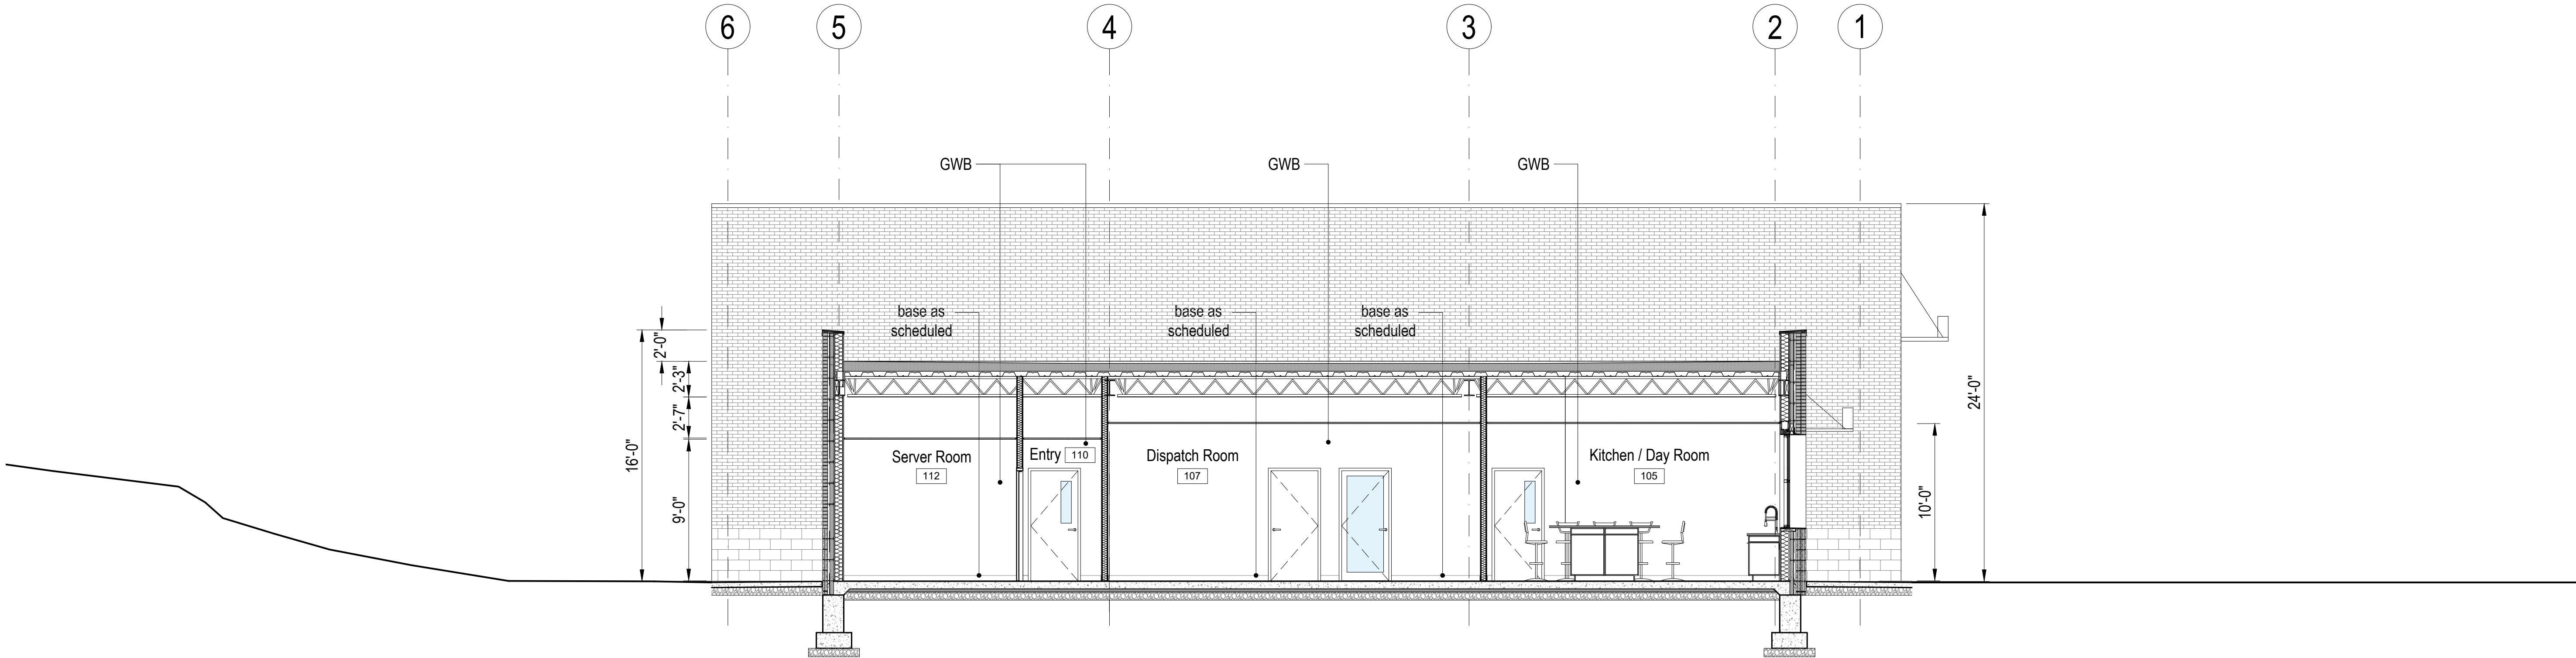 6
5
4
3
2
1
GWB
GWB
GWB
base as
scheduled
base as
scheduled
base as
scheduled
2'-0"
2'-3"
2'-7"
16'-0"
9'-0"
24'-0"
10'-0"
Server Room
112
Entry 110
Dispatch Room
107
Kitchen / Day Room
105